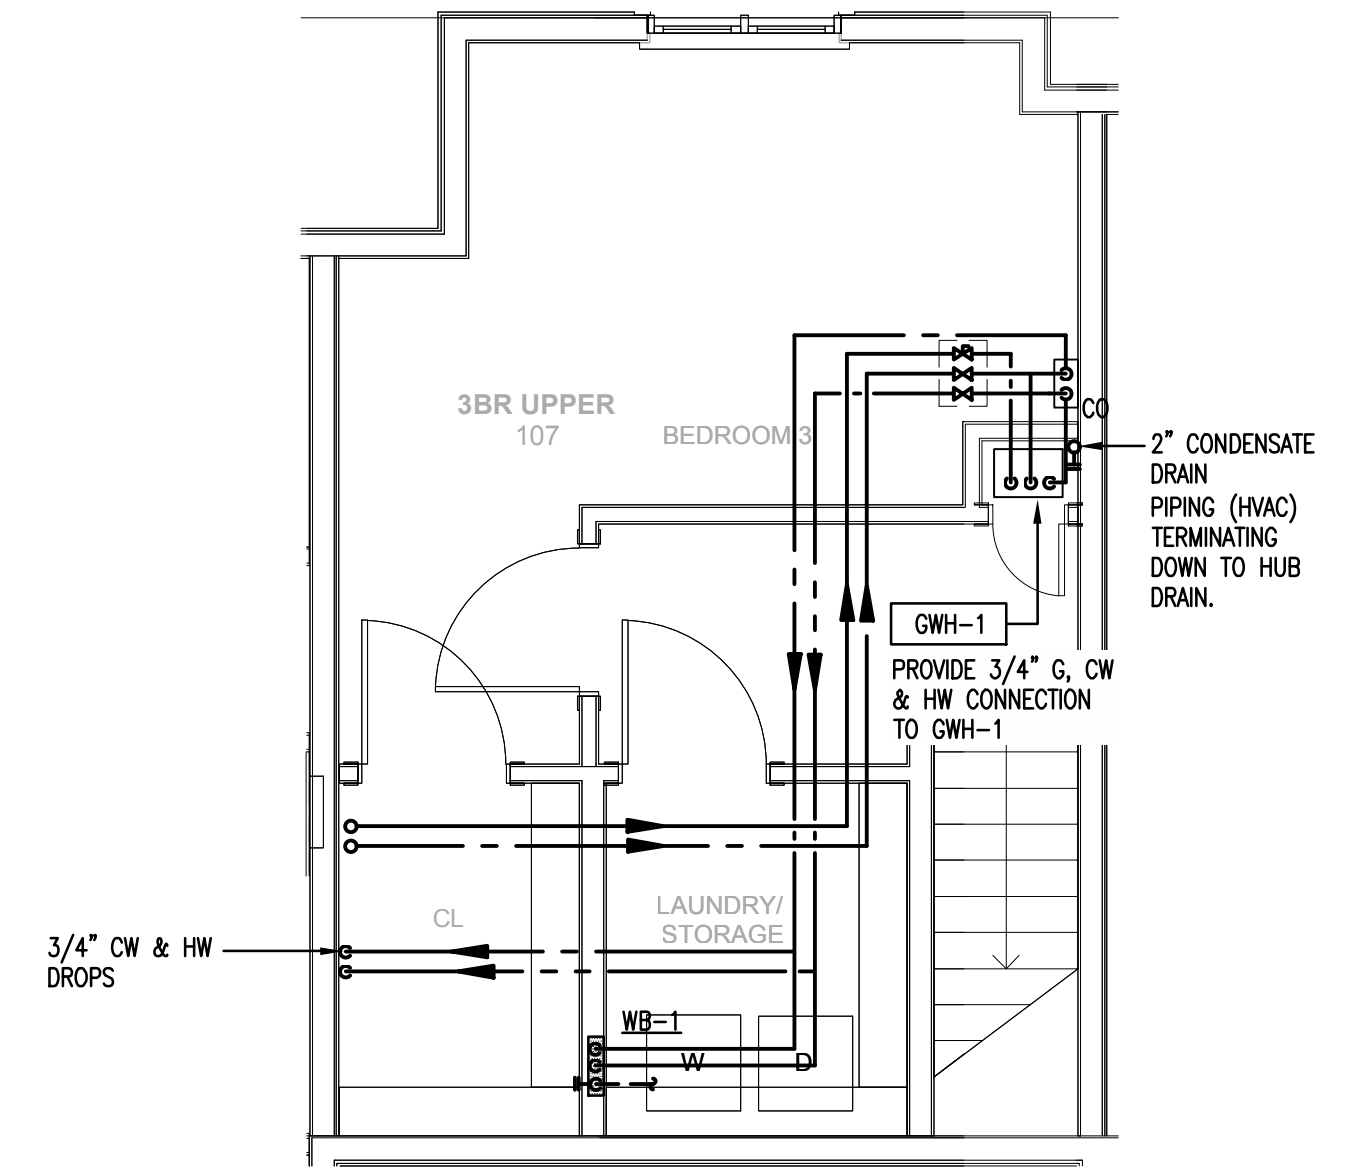 3BR UPPER
107
BEDROOM 3
CO
2" CONDENSATE
DRAIN
PIPING (HVAC)
TERMINATING
DOWN TO HUB
DRAIN.
GWH-1
PROVIDE 3/4" G, CW
& HW CONNECTION
TO GWH-1
CL
LAUNDRY/
STORAGE
3/4" CW & HW
DROPS
WB-1
W
D